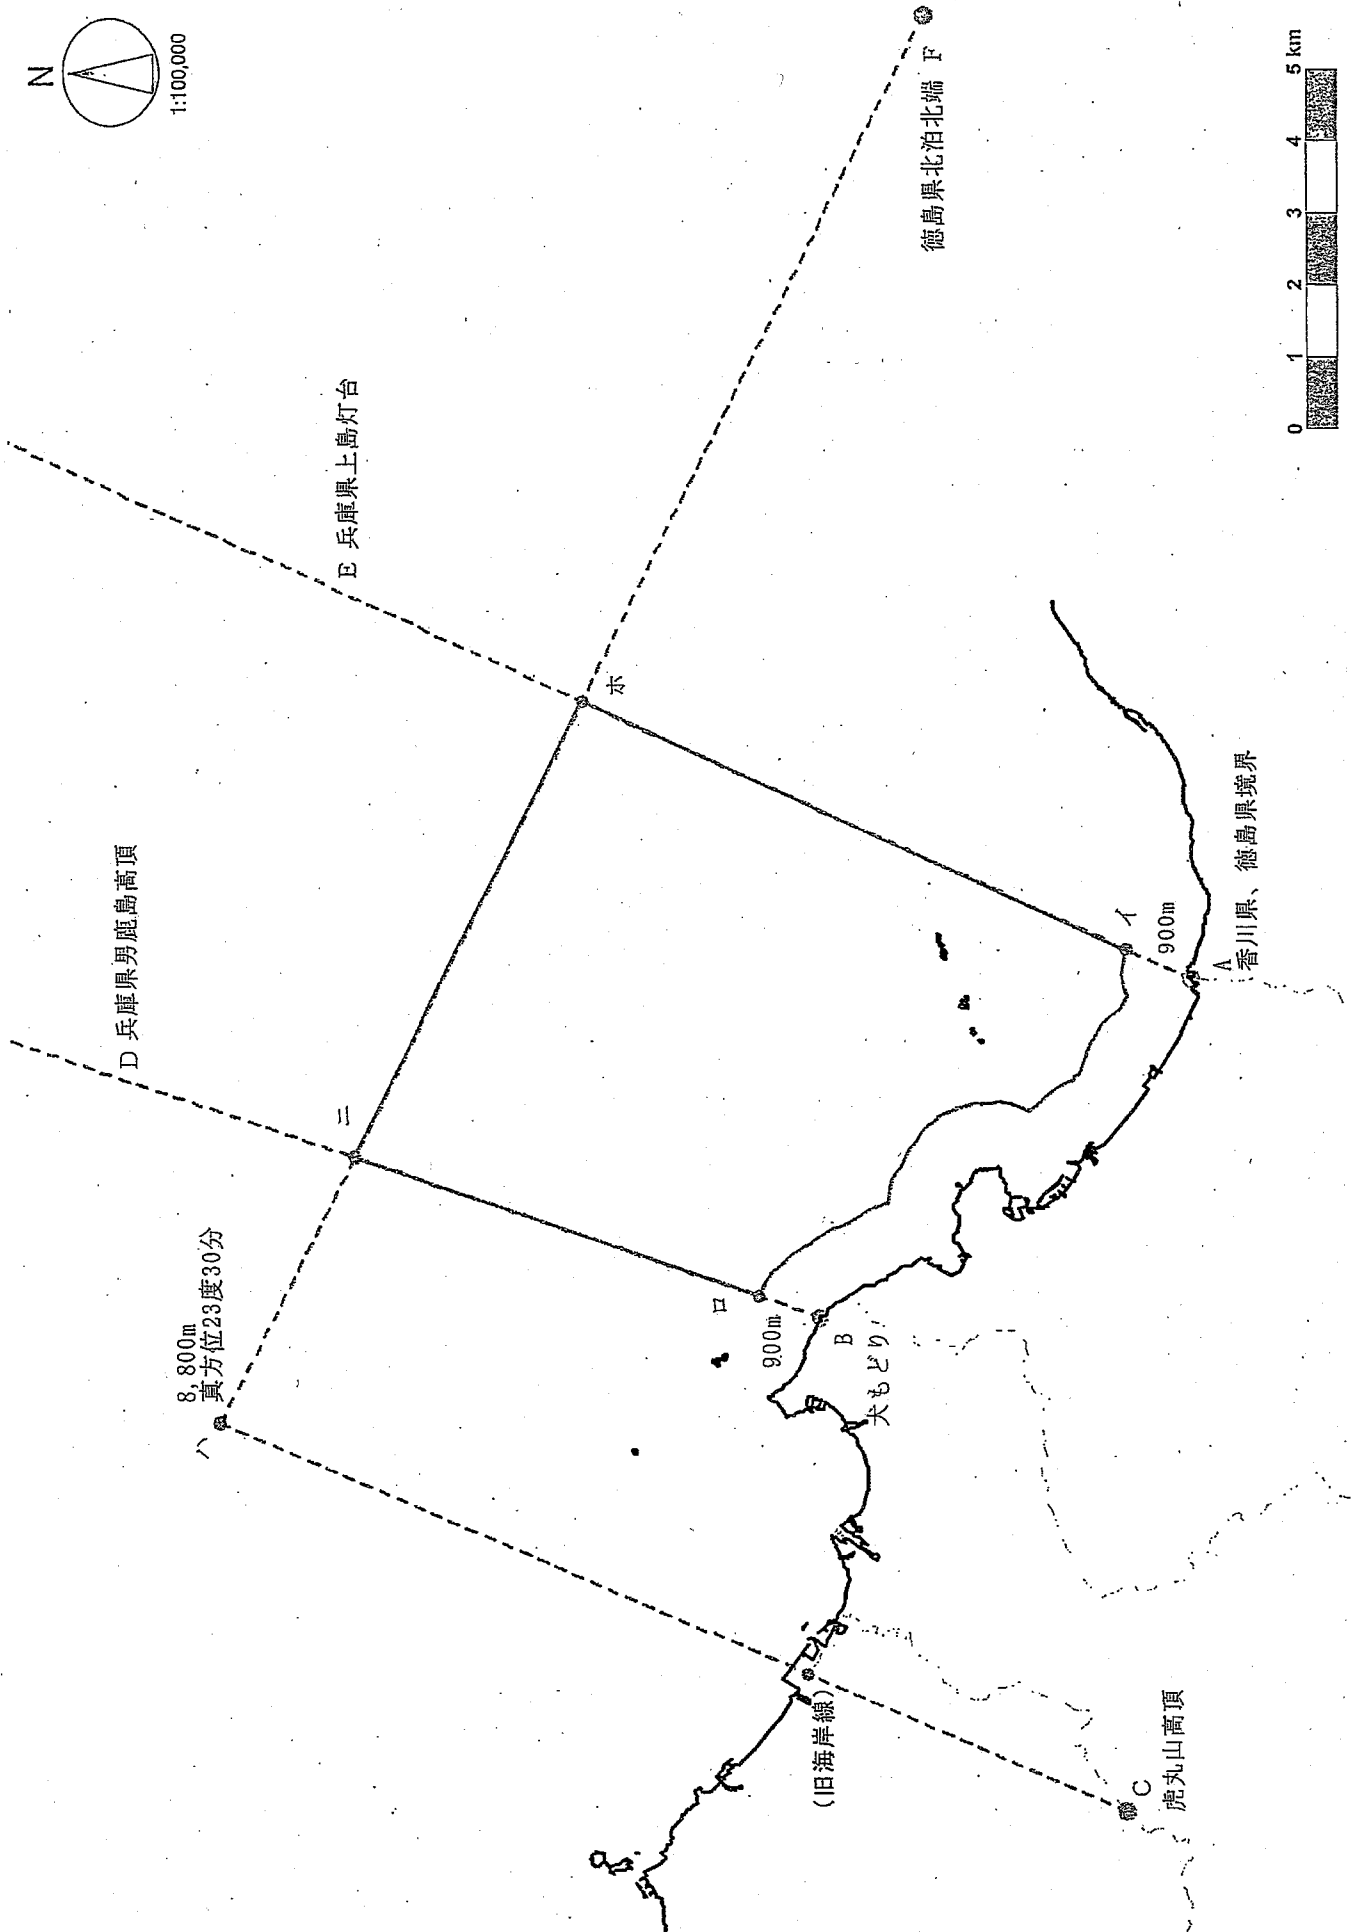 N
1:100,000
D 兵庫県男鹿島高頂
E 兵庫県上島灯台
8,800m
真方位23度30分
ハ
ニ
ホ
徳島県北泊北端 F
ロ
900m
B
犬もどり
イ
900m
A
香川県、徳島県境界
(旧海岸線)
C
虎丸山高頂
0 1 2 3 4 5 km